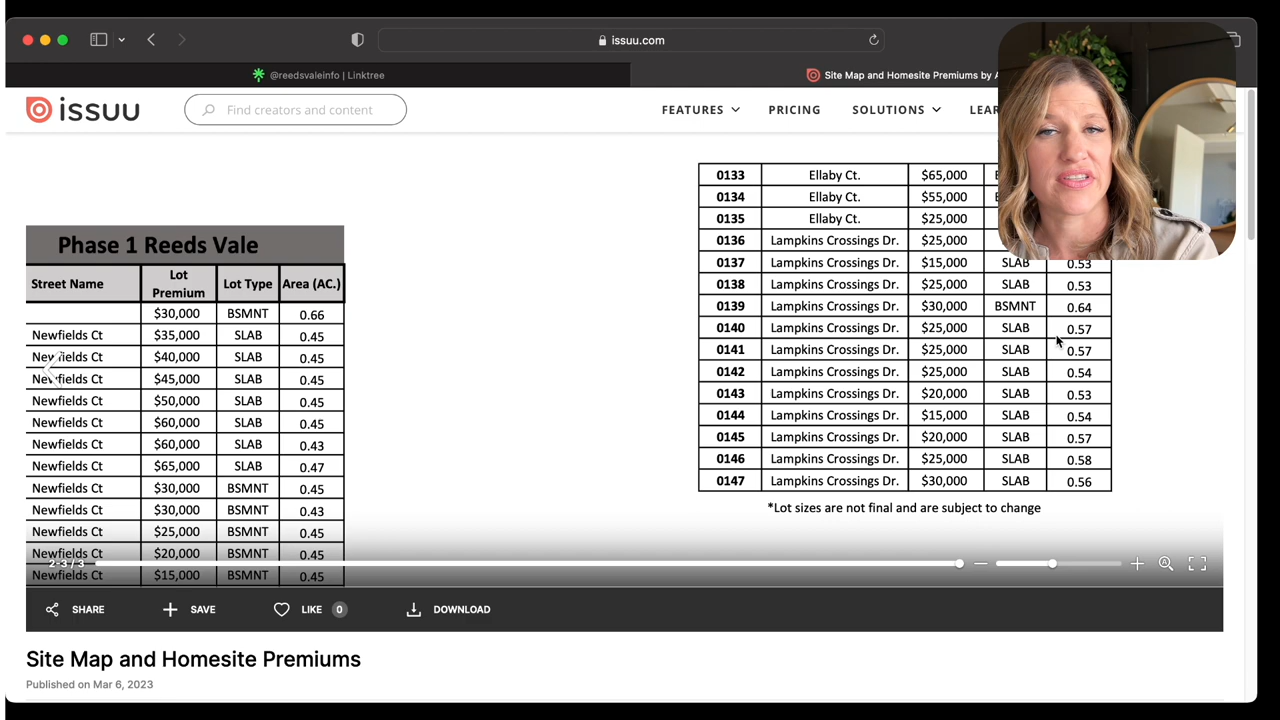 issuu.com
@reedsvaleinfo | Linktree
Site Map and Homesite Premiums by A
issuu
Find creators and content
FEATURES
PRICING
SOLUTIONS
LEAR
Phase 1 Reeds Vale
Street Name Lot Premium Lot Type Area (AC.)
$30,000 BSMNT 0.66
Newfields Ct $35,000 SLAB 0.45
Newfields Ct $40,000 SLAB 0.45
Newfields Ct $45,000 SLAB 0.45
Newfields Ct $50,000 SLAB 0.45
Newfields Ct $60,000 SLAB 0.45
Newfields Ct $60,000 SLAB 0.43
Newfields Ct $65,000 SLAB 0.47
Newfields Ct $30,000 BSMNT 0.45
Newfields Ct $30,000 BSMNT 0.43
Newfields Ct $25,000 BSMNT 0.45
Newfields Ct $20,000 BSMNT 0.45
Newfields Ct $15,000 BSMNT 0.45
0133 Ellaby Ct. $65,000
0134 Ellaby Ct. $55,000
0135 Ellaby Ct. $25,000
0136 Lampkins Crossings Dr. $25,000
0137 Lampkins Crossings Dr. $15,000 SLAB 0.53
0138 Lampkins Crossings Dr. $25,000 SLAB 0.53
0139 Lampkins Crossings Dr. $30,000 BSMNT 0.64
0140 Lampkins Crossings Dr. $25,000 SLAB 0.57
0141 Lampkins Crossings Dr. $25,000 SLAB 0.57
0142 Lampkins Crossings Dr. $25,000 SLAB 0.54
0143 Lampkins Crossings Dr. $20,000 SLAB 0.53
0144 Lampkins Crossings Dr. $15,000 SLAB 0.54
0145 Lampkins Crossings Dr. $20,000 SLAB 0.57
0146 Lampkins Crossings Dr. $25,000 SLAB 0.58
0147 Lampkins Crossings Dr. $30,000 SLAB 0.56
*Lot sizes are not final and are subject to change
2-3 / 3
SHARE
SAVE
LIKE 0
DOWNLOAD
Site Map and Homesite Premiums
Published on Mar 6, 2023